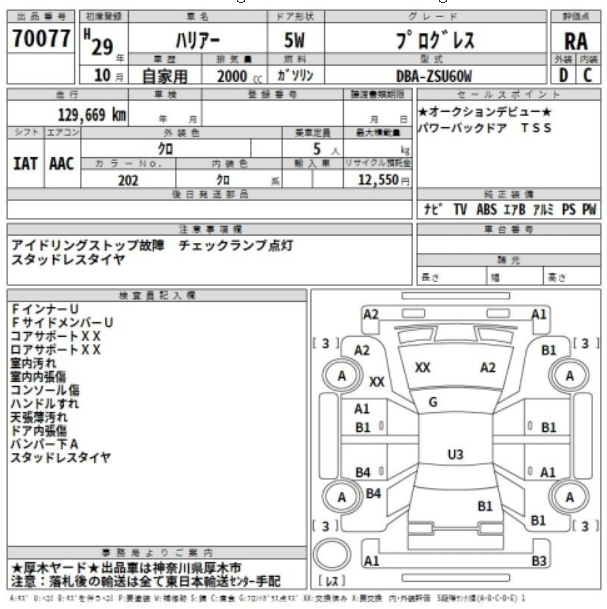 出品番号 初度登録 車名 ドア形状 グレード 評価点
70077 H29年 ハリアー 5W プログレス RA
車歴 排気量 燃料 型式 外装 内装
10月 自家用 2000cc ガソリン DBA-ZSU60W D C
走行 車検 登録番号 譲渡書類期限 セールスポイント
129,669 km 年 月 月 日 ★オークションデビュー★
パワーバックドア TSS
シフト エアコン 外装色 乗車定員 最大積載量
IAT AAC クロ 5人 kg
カラーNo. 内装色 輸入車 リサイクル預託金
202 クロ 系 12,550円
後日発送部品 純正装備
ナビ TV ABS エアB アルミ PS PW
注意事項欄 車台番号
アイドリングストップ故障 チェックランプ点灯
スタッドレスタイヤ
諸元
長さ 幅 高さ
検査員記入欄
FインナーU
FサイドメンバーU
コアサポートXX
ロアサポートXX
室内汚れ
室内内張傷
コンソール傷
ハンドルすれ
天張薄汚れ
ドア内張傷
バンパー下A
スタッドレスタイヤ
A2 A1
[3] A2 B1 [3]
A XX XX A2 A
G
A1
B1 B1
U3
B4 A1
A B4 A
B1
[3] B1 [3]
A1 B3
[レス]
事務局よりご案内
★厚木ヤード★出品車は神奈川県厚木市
注意:落札後の輸送は全て東日本輸送センター手配
A:キズ U:ヘコミ B:キズを伴うヘコミ P:要塗装 W:補修跡 S:錆 C:腐食 G:フロントガラス点キズ XX:交換済み X:要交換 内・外装評価 5段階ランク順(A・B・C・D・E) 1